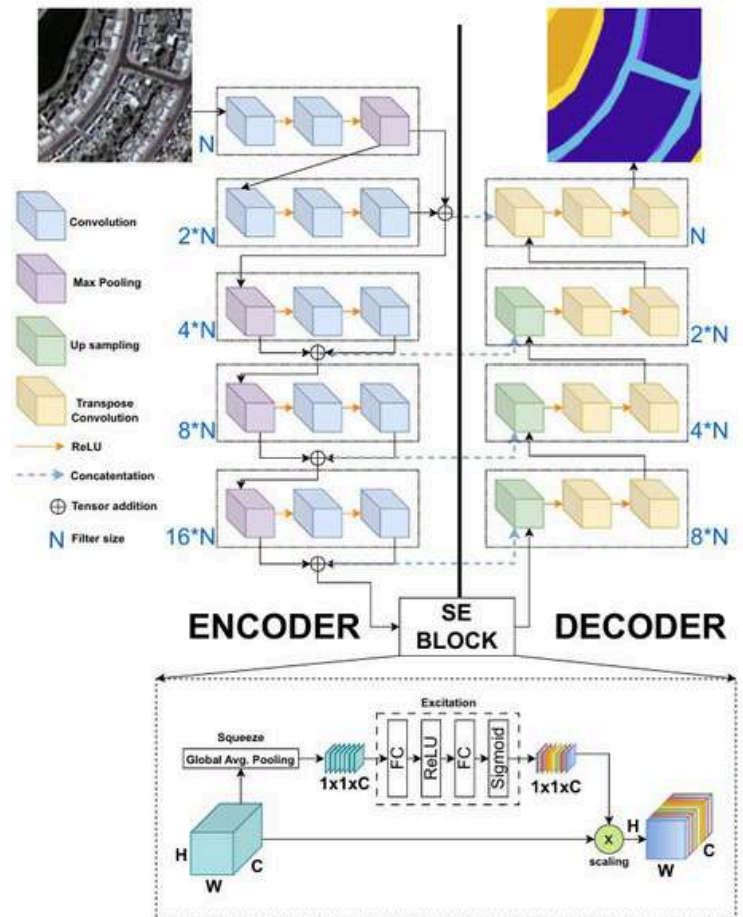 N
2*N
N
Convolution
Max Pooling
4*N
2*N
Up sampling
Transpose
Convolution
8*N
4*N
ReLU
Concatentation
Tensor addition
N Filter size
16*N
8*N
ENCODER
SE
BLOCK
DECODER
Excitation
Squeeze
Global Avg. Pooling
1x1xC
FC
ReLU
FC
Sigmoid
1x1xC
H
W
C
X
scaling
H
W
C